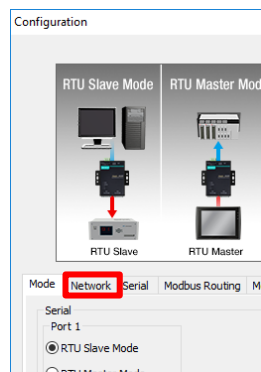 Configuration
RTU Slave Mode
RTU Master Mod
RTU Slave
RTU Master
Mode Network Serial Modbus Routing M
Serial
Port 1
RTU Slave Mode